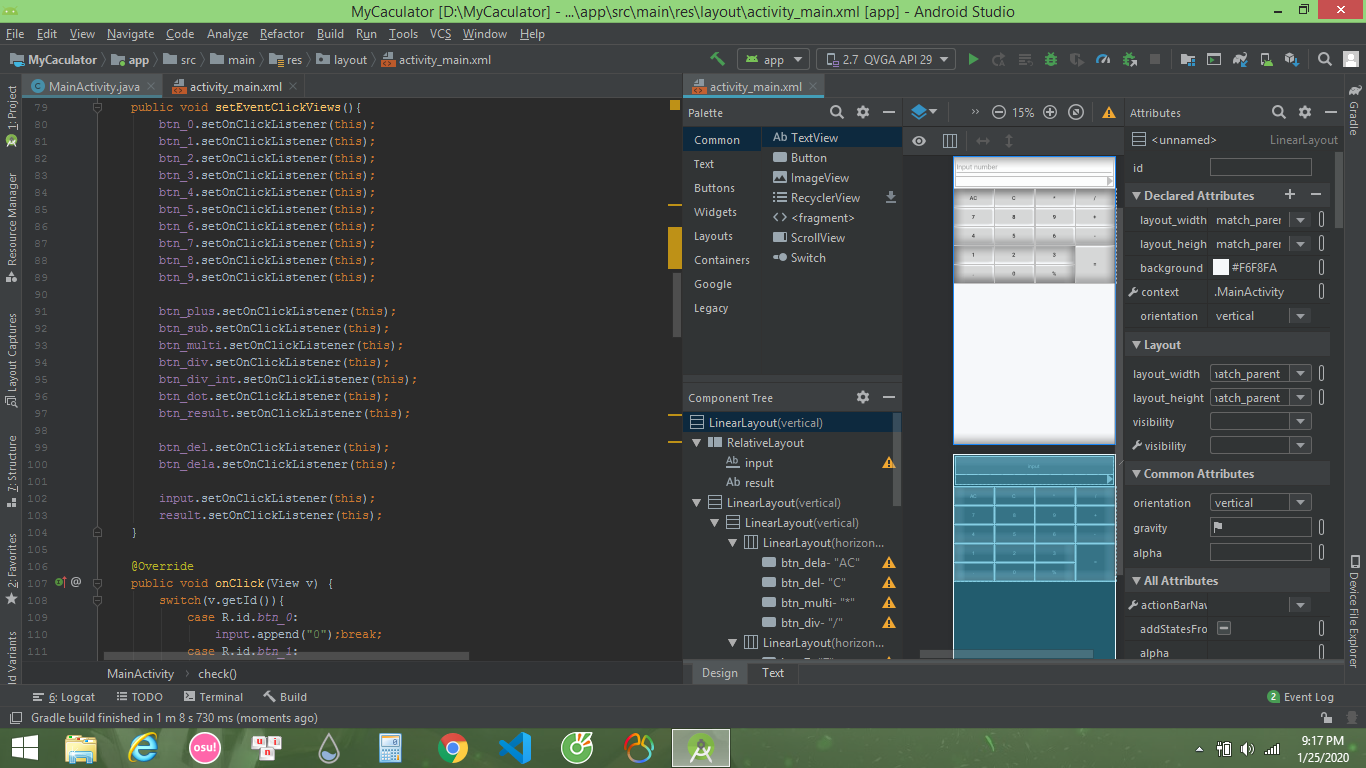 MyCaculator [D:\MyCaculator] - ...\app\src\main\res\layout\activity_main.xml [app] - Android Studio
File Edit View Navigate Code Analyze Refactor Build Run Tools VCS Window Help
MyCaculator app src main res layout activity_main.xml
app 2.7 QVGA API 29
MainActivity.java activity_main.xml
79 public void setEventClickViews(){
80 btn_0.setOnClickListener(this);
81 btn_1.setOnClickListener(this);
82 btn_2.setOnClickListener(this);
83 btn_3.setOnClickListener(this);
84 btn_4.setOnClickListener(this);
85 btn_5.setOnClickListener(this);
86 btn_6.setOnClickListener(this);
87 btn_7.setOnClickListener(this);
88 btn_8.setOnClickListener(this);
89 btn_9.setOnClickListener(this);
90
91 btn_plus.setOnClickListener(this);
92 btn_sub.setOnClickListener(this);
93 btn_multi.setOnClickListener(this);
94 btn_div.setOnClickListener(this);
95 btn_div_int.setOnClickListener(this);
96 btn_dot.setOnClickListener(this);
97 btn_result.setOnClickListener(this);
98
99 btn_del.setOnClickListener(this);
100 btn_dela.setOnClickListener(this);
101
102 input.setOnClickListener(this);
103 result.setOnClickListener(this);
104 }
105
106 @Override
107 public void onClick(View v) {
108 switch(v.getId()){
109 case R.id.btn_0:
110 input.append("0");break;
111 case R.id.btn_1:
MainActivity › check()
1: Project
Resource Manager
Layout Captures
7: Structure
2: Favorites
ld Variants
activity_main.xml
Palette
Common
Text
Buttons
Widgets
Layouts
Containers
Google
Legacy
Ab TextView
Button
ImageView
RecyclerView
<> <fragment>
ScrollView
Switch
Component Tree
LinearLayout(vertical)
RelativeLayout
Ab input
Ab result
LinearLayout(vertical)
LinearLayout(vertical)
LinearLayout(horizon...
btn_dela- "AC"
btn_del- "C"
btn_multi- "*"
btn_div- "/"
LinearLayout(horizon...
» 15%
Input number
AC C * /
7 8 9 +
4 5 6 -
1 2 3
. 0 % =
Input
Design Text
Attributes
<unnamed> LinearLayout
id
Declared Attributes
layout_width match_parer
layout_heigh match_parer
background #F6F8FA
context .MainActivity
orientation vertical
Layout
layout_width natch_parent
layout_height natch_parent
visibility
visibility
Common Attributes
orientation vertical
gravity
alpha
All Attributes
actionBarNav
addStatesFro
alpha
Gradle
Device File Explorer
6: Logcat TODO Terminal Build 2 Event Log
Gradle build finished in 1 m 8 s 730 ms (moments ago)
osu!
u n i
9:17 PM
1/25/2020